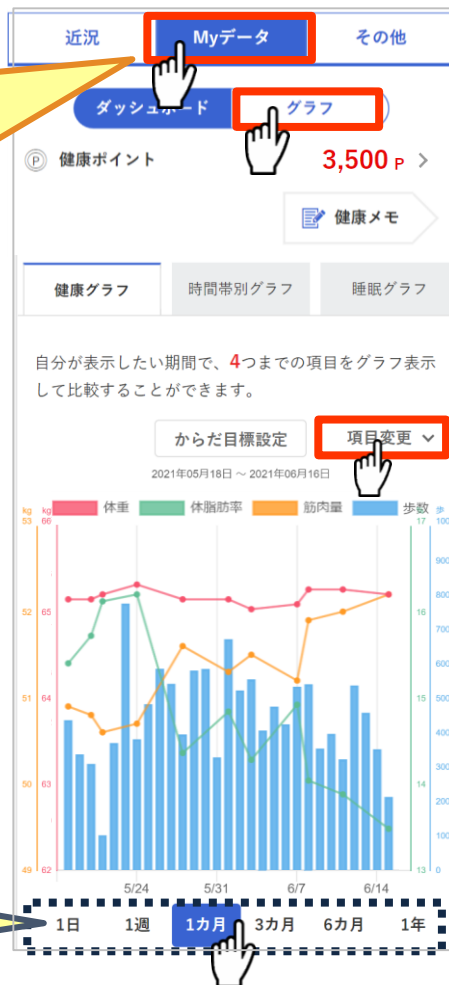 近況 Myデータ その他
ダッシュボード グラフ
P 健康ポイント 3,500 P >
健康メモ
健康グラフ 時間帯別グラフ 睡眠グラフ
自分が表示したい期間で、4つまでの項目をグラフ表示
して比較することができます。
からだ目標設定 項目変更
2021年05月18日 ~ 2021年06月16日
kg kg 体重 体脂肪率 筋肉量 歩数 歩
53 66 17 100
900
800
52 65 16
700
600
51 64 15 500
400
300
50 63 14
200
100
49 62 13 0
5/24 5/31 6/7 6/14
1日 1週 1カ月 3カ月 6カ月 1年